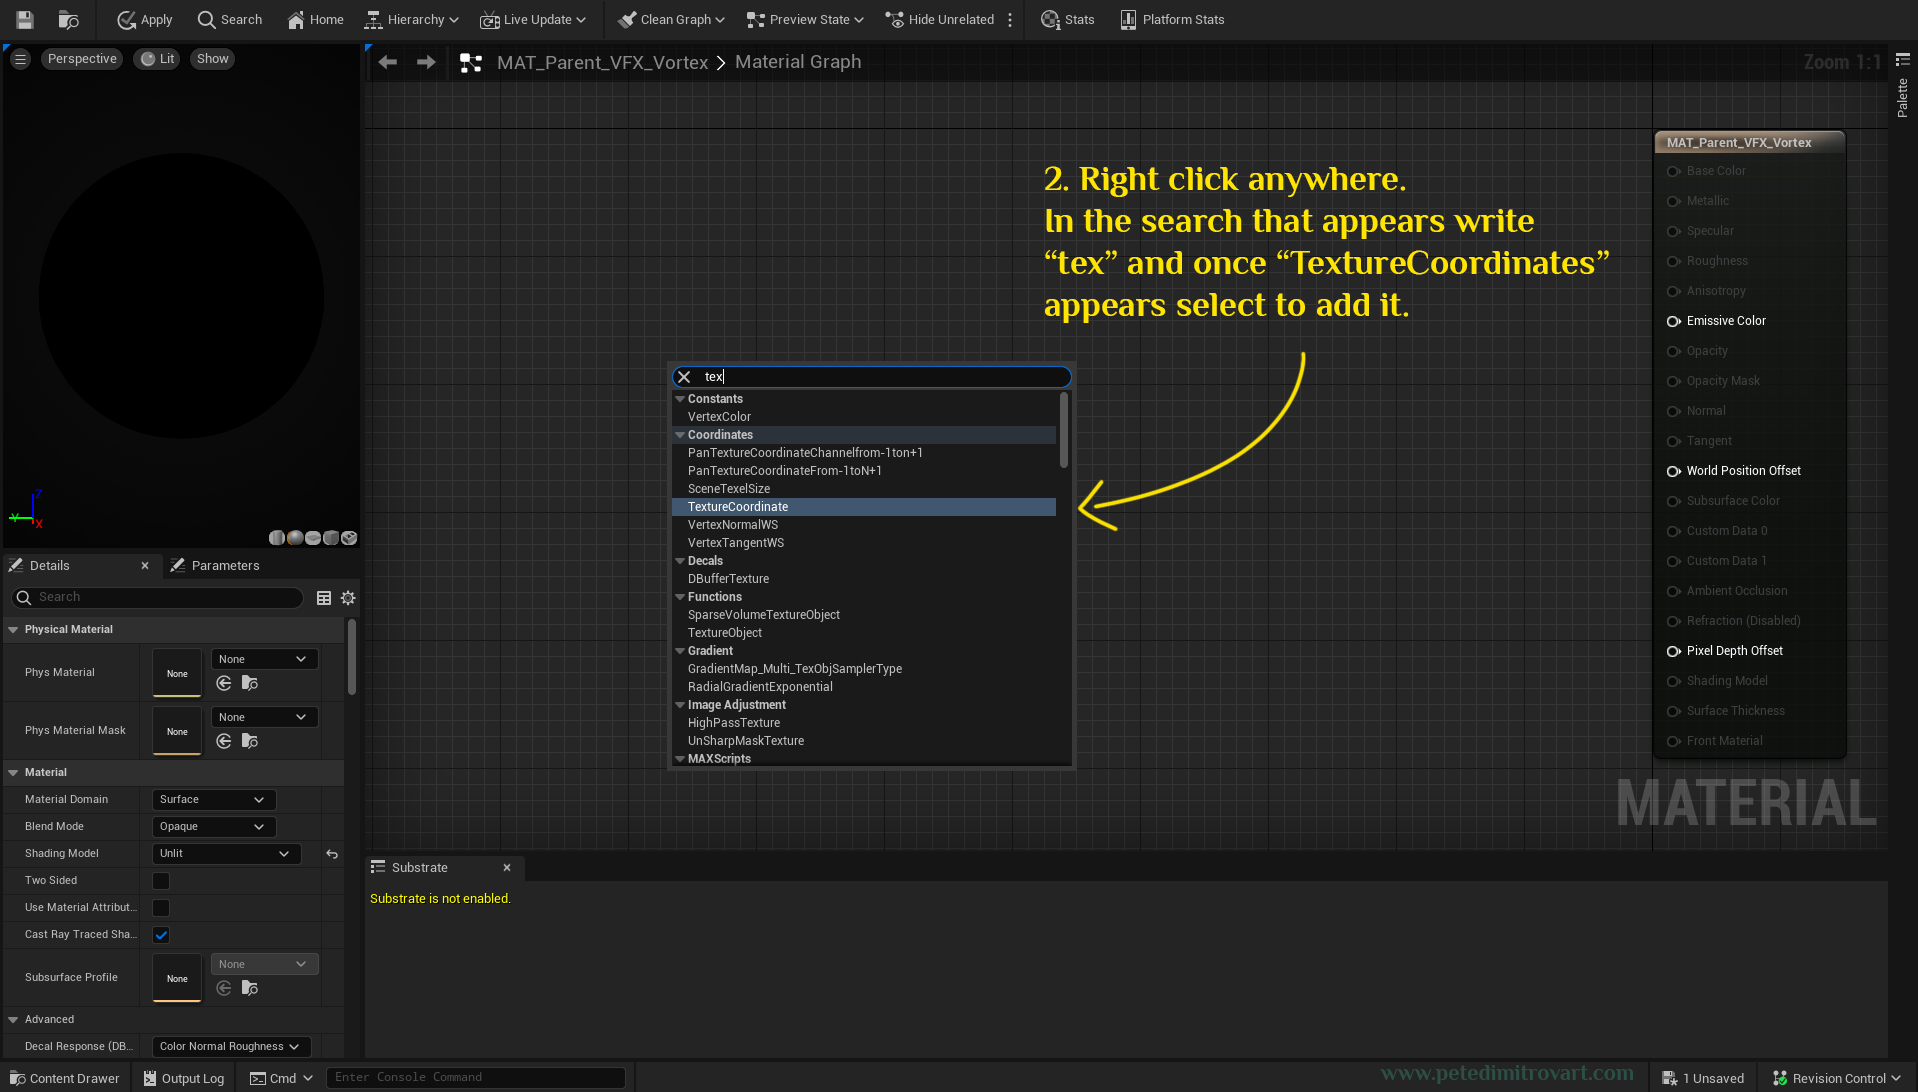 Apply
Search
Home
Hierarchy
Live Update
Clean Graph
Preview State
Hide Unrelated
Stats
Platform Stats
Perspective
Lit
Show
MAT_Parent_VFX_Vortex
Material Graph
Zoom 1:1
Palette
2. Right click anywhere.
In the search that appears write
“tex” and once “TextureCoordinates”
appears select to add it.
tex
Constants
VertexColor
Coordinates
PanTextureCoordinateChannelfrom-1ton+1
PanTextureCoordinateFrom-1toN+1
SceneTexelSize
TextureCoordinate
VertexNormalWS
VertexTangentWS
Decals
DBufferTexture
Functions
SparseVolumeTextureObject
TextureObject
Gradient
GradientMap_Multi_TexObjSamplerType
RadialGradientExponential
Image Adjustment
HighPassTexture
UnSharpMaskTexture
MAXScripts
MAT_Parent_VFX_Vortex
Base Color
Metallic
Specular
Roughness
Anisotropy
Emissive Color
Opacity
Opacity Mask
Normal
Tangent
World Position Offset
Subsurface Color
Custom Data 0
Custom Data 1
Ambient Occlusion
Refraction (Disabled)
Pixel Depth Offset
Shading Model
Surface Thickness
Front Material
MATERIAL
Z
Y
X
Details
Parameters
Search
Physical Material
Phys Material
None
None
Phys Material Mask
None
None
Material
Material Domain
Surface
Blend Mode
Opaque
Shading Model
Unlit
Two Sided
Use Material Attribut...
Cast Ray Traced Sha...
Subsurface Profile
None
None
Advanced
Decal Response (DB...
Color Normal Roughness
Substrate
Substrate is not enabled.
Content Drawer
Output Log
Cmd
Enter Console Command
www.petedimitrovart.com
1 Unsaved
Revision Control